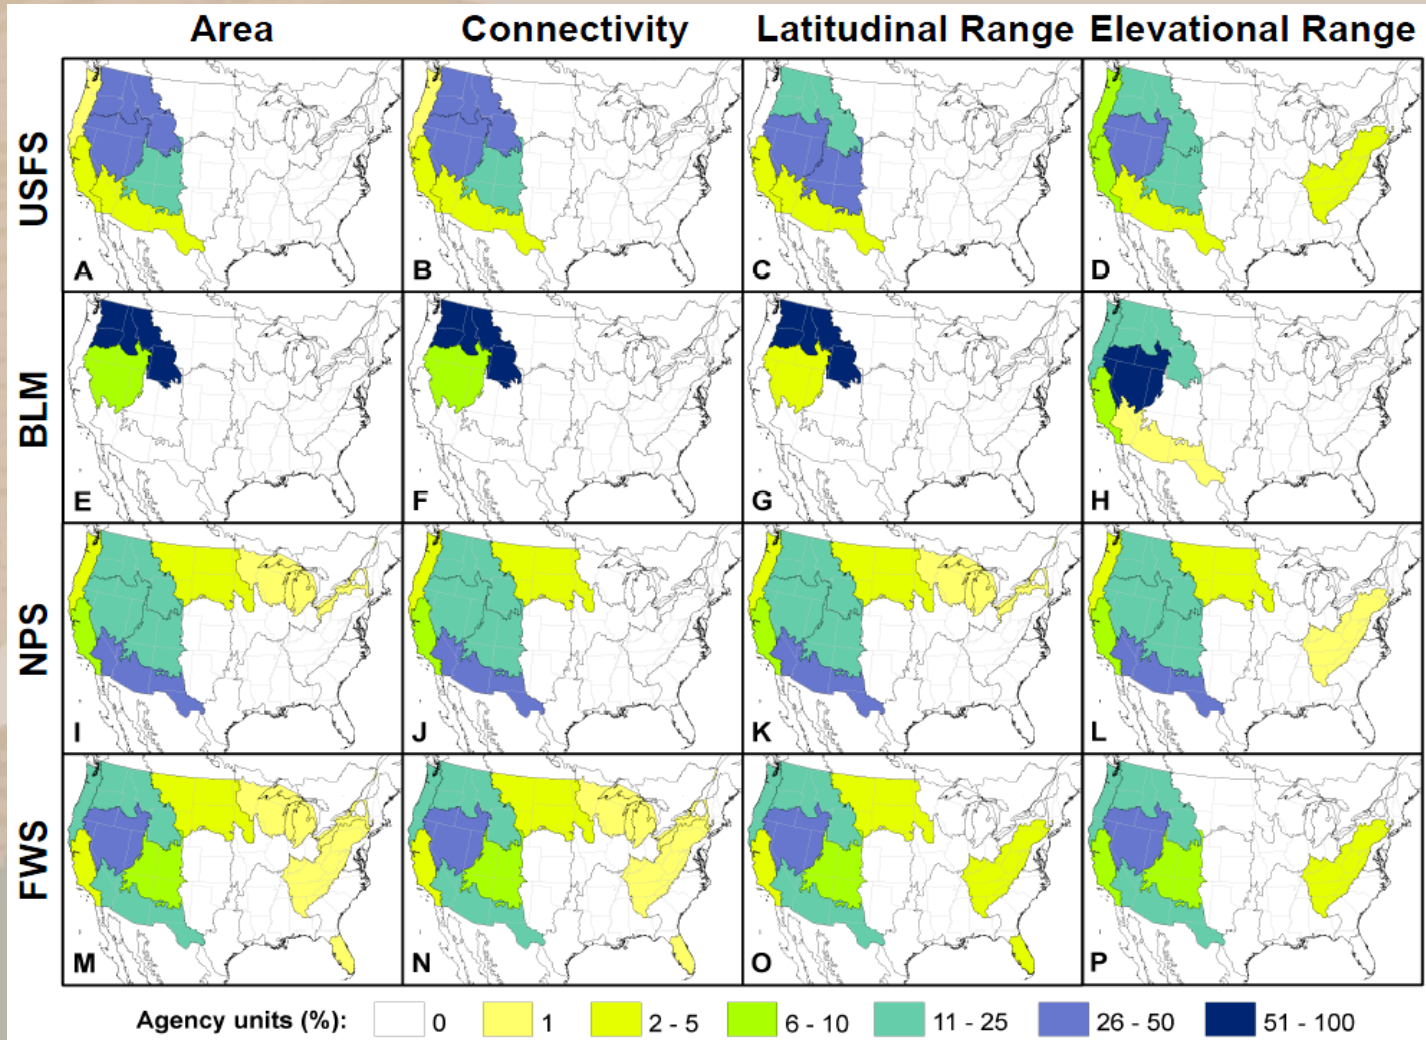 Area Connectivity Latitudinal Range Elevational Range
USFS
A B C D
BLM
E F G H
NPS
I J K L
FWS
M N O P
Agency units (%): 0 1 2 - 5 6 - 10 11 - 25 26 - 50 51 - 100